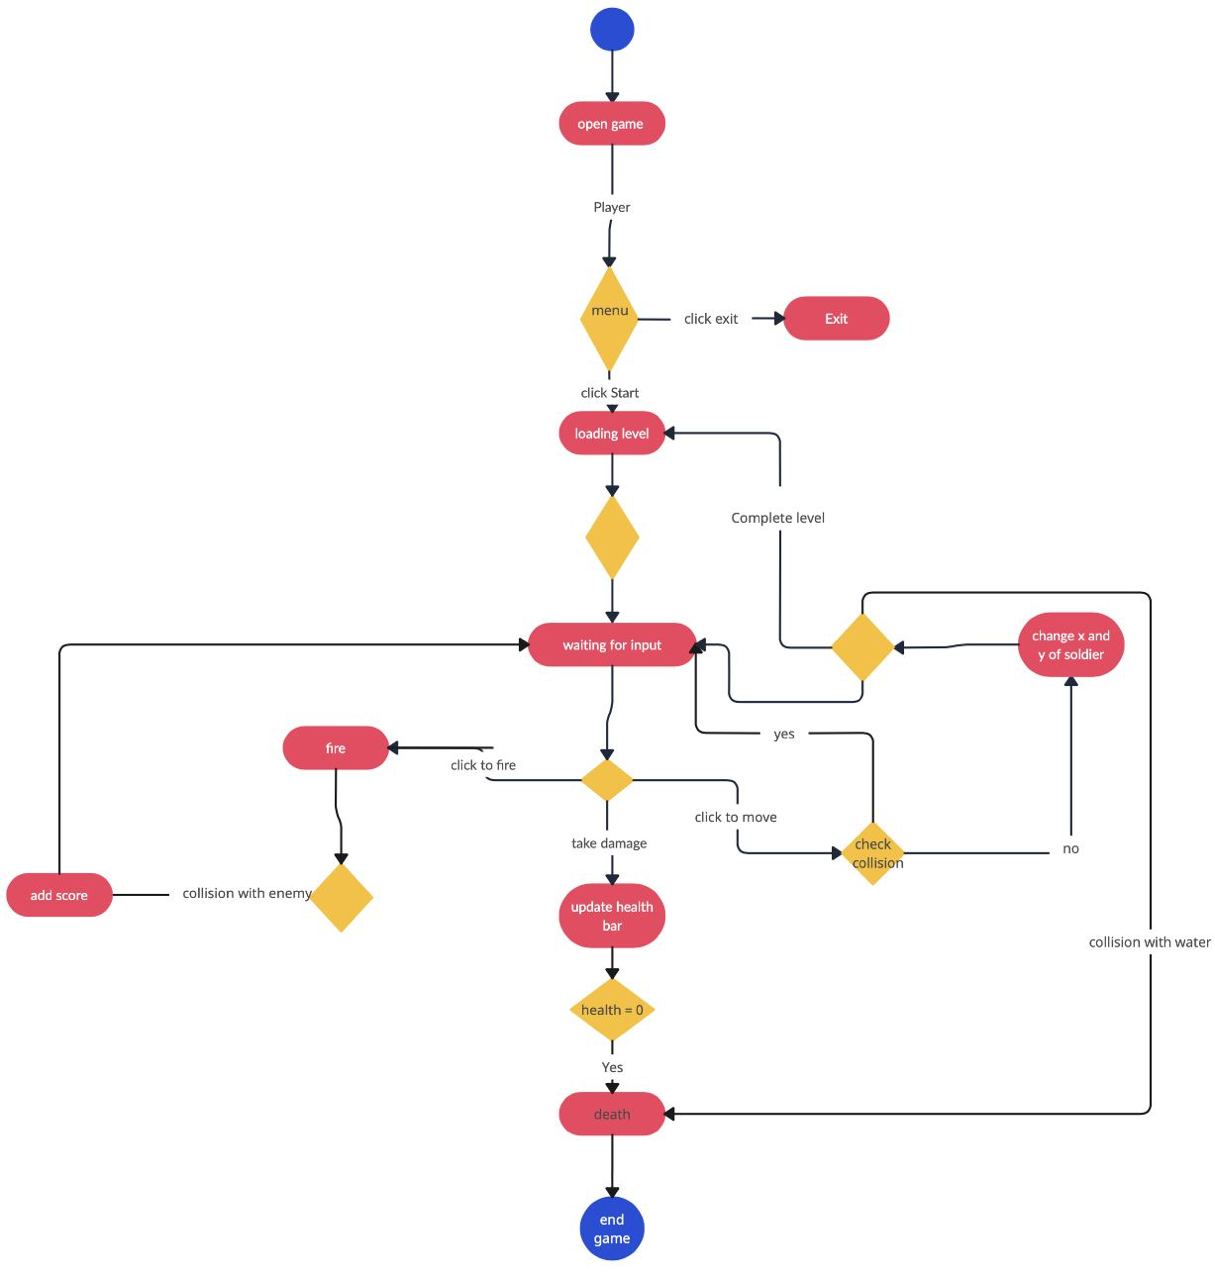 open game
Player
menu
click exit
Exit
click Start
loading level
Complete level
waiting for input
change x and
y of soldier
fire
click to fire
yes
click to move
take damage
check
collision
no
add score
collision with enemy
update health
bar
collision with water
health = 0
Yes
death
end
game